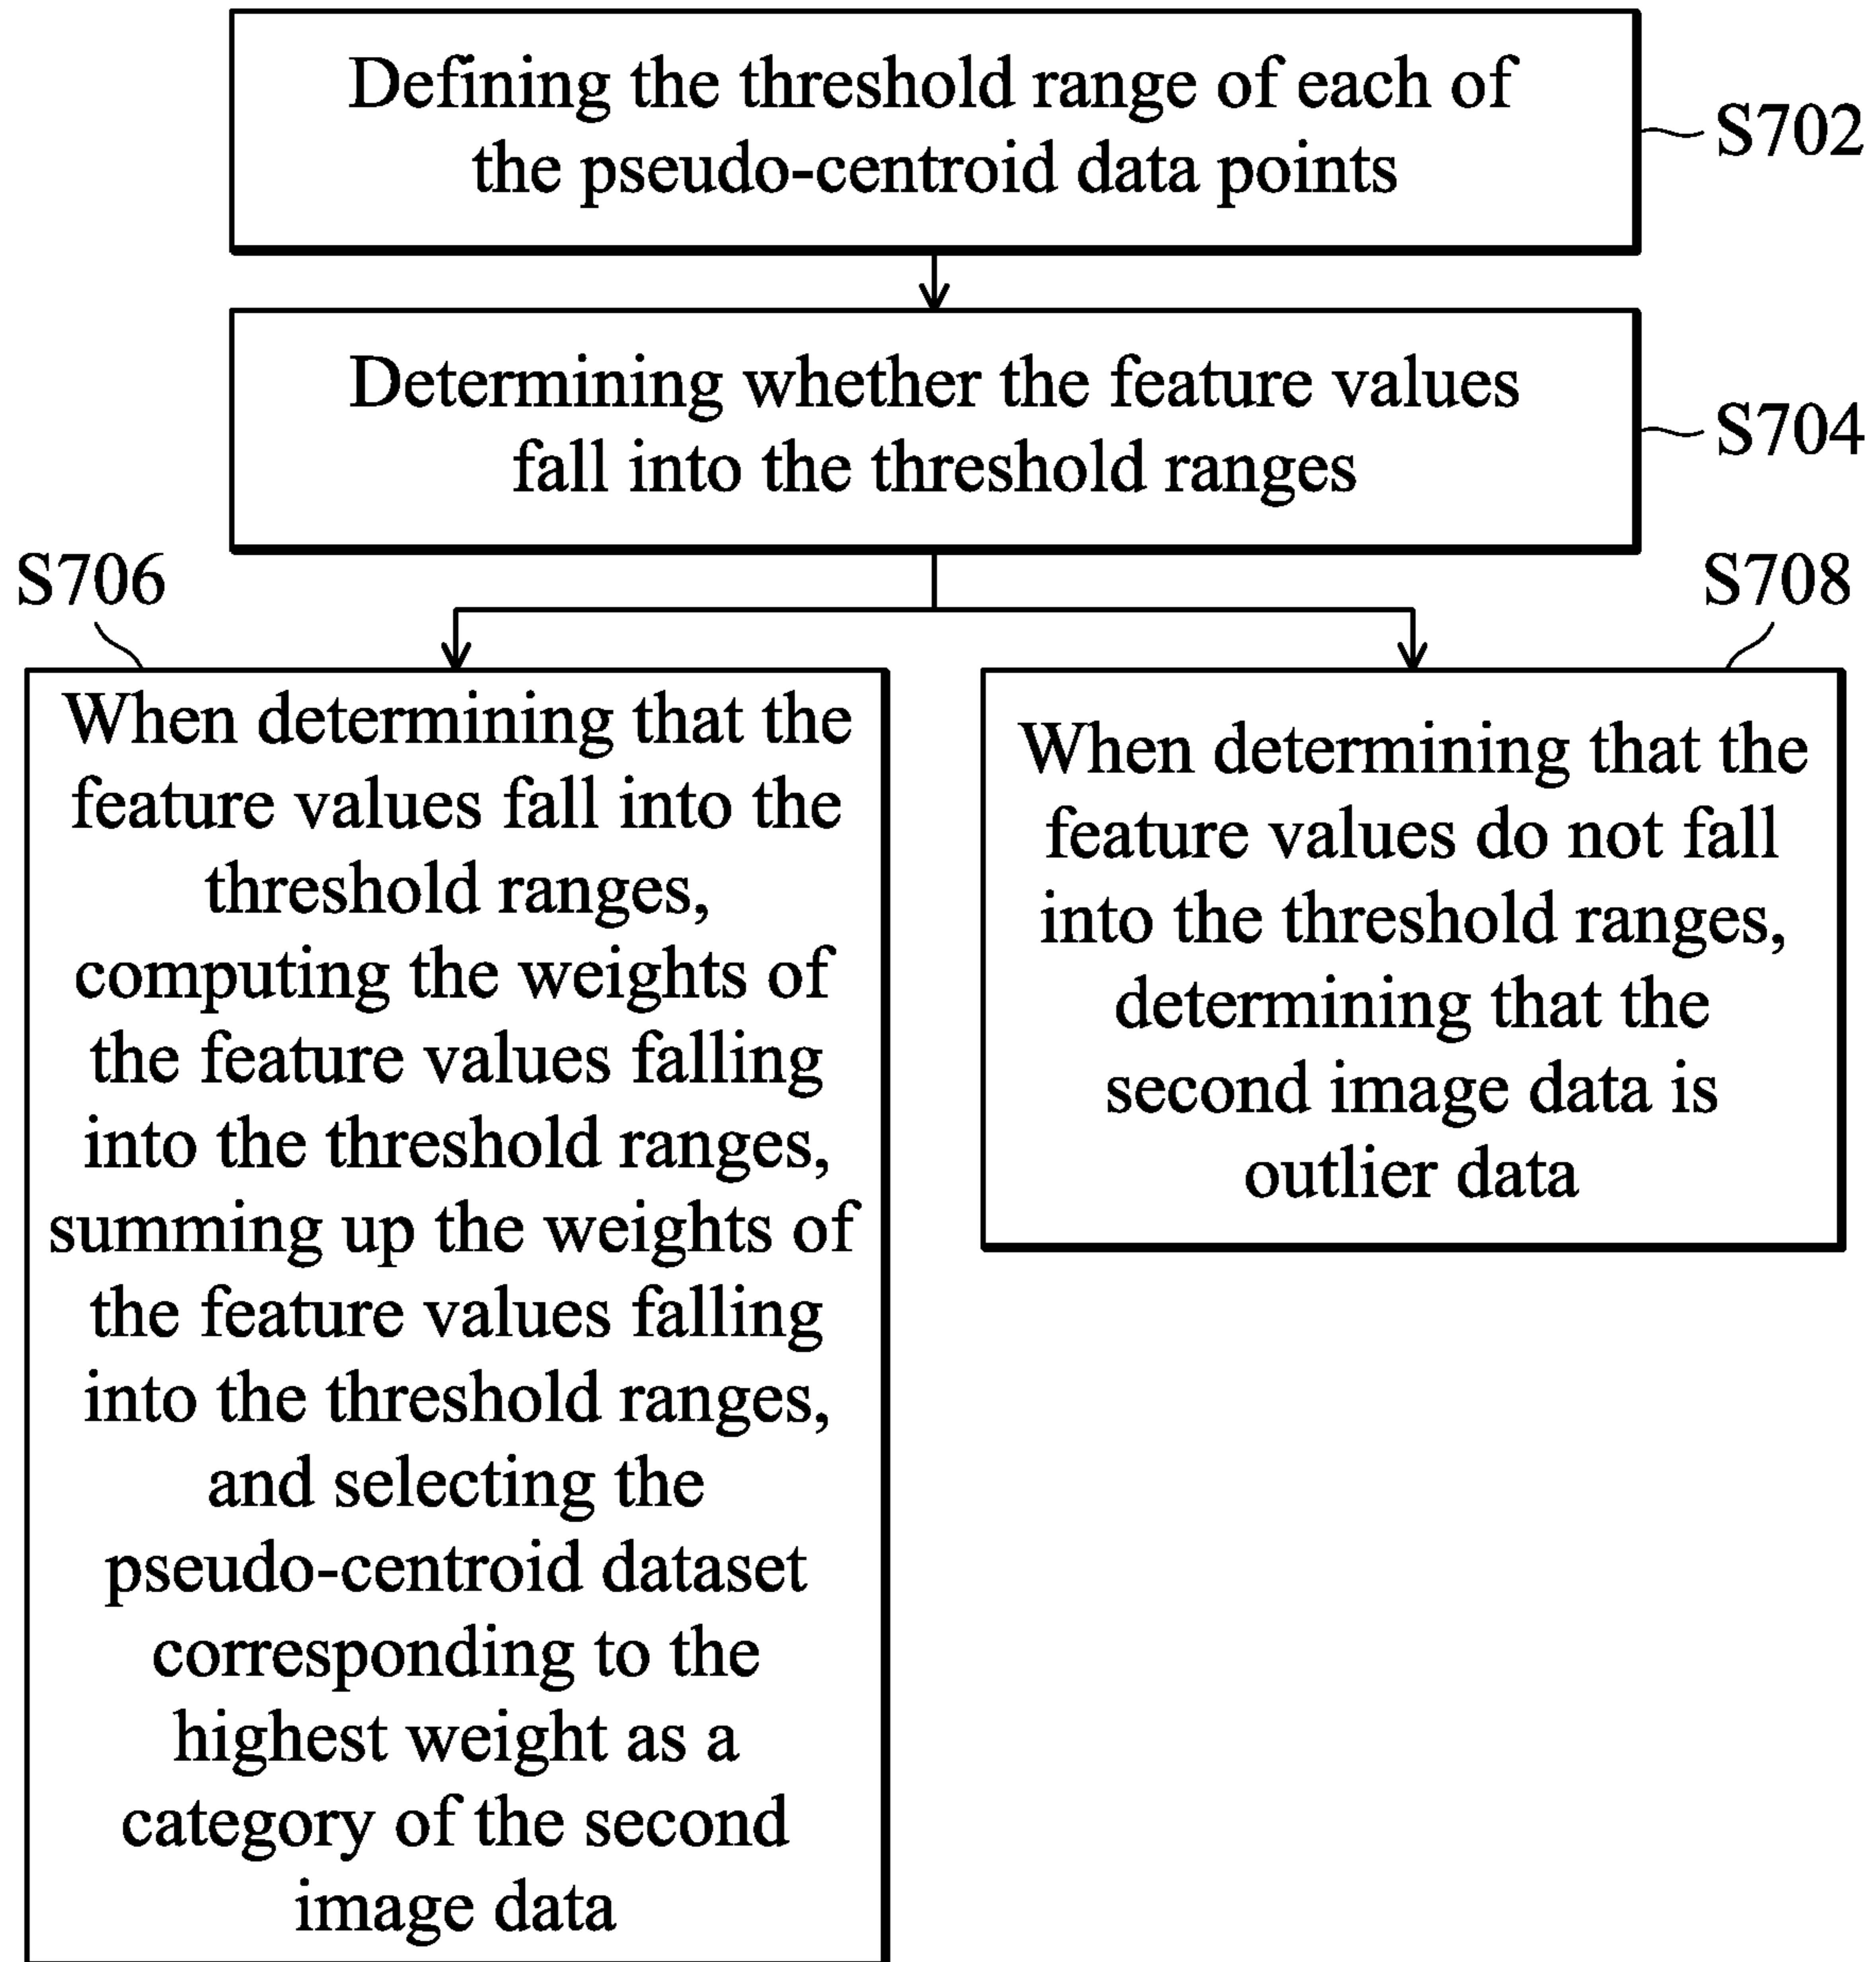 Defining the threshold range of each of
the pseudo-centroid data points
S702
Determining whether the feature values
fall into the threshold ranges
S704
S706
When determining that the
feature values fall into the
threshold ranges,
computing the weights of
the feature values falling
into the threshold ranges,
summing up the weights of
the feature values falling
into the threshold ranges,
and selecting the
pseudo-centroid dataset
corresponding to the
highest weight as a
category of the second
image data
S708
When determining that the
feature values do not fall
into the threshold ranges,
determining that the
second image data is
outlier data